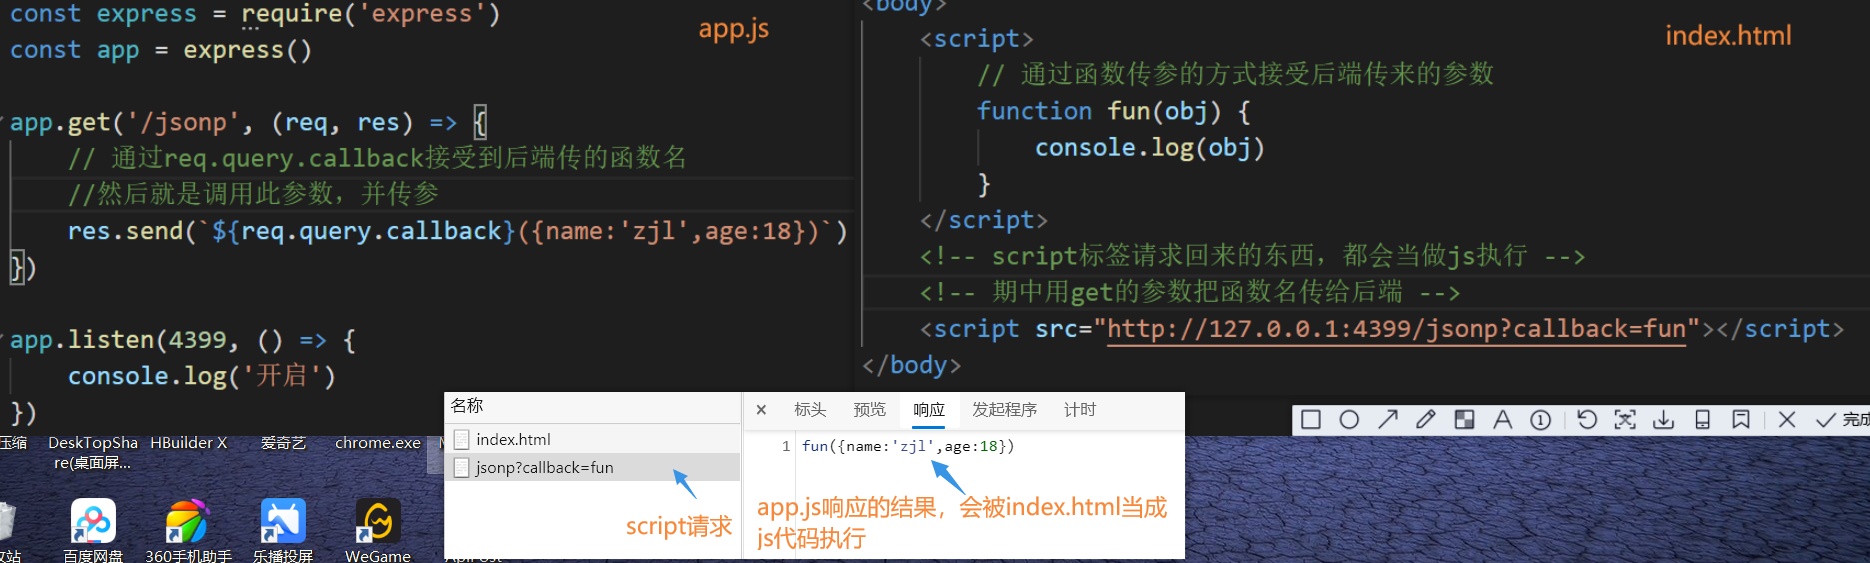 const express = require('express')
const app = express()
app.js
app.get('/jsonp', (req, res) => {
// 通过req.query.callback接受到后端传的函数名
//然后就是调用此参数，并传参
res.send(`${req.query.callback}({name:'zjl',age:18})`)
})
app.listen(4399, () => {
console.log('开启')
})
<body>
index.html
<script>
// 通过函数传参的方式接受后端传来的参数
function fun(obj) {
console.log(obj)
}
</script>
<!-- script标签请求回来的东西，都会当做js执行 -->
<!-- 期中用get的参数把函数名传给后端 -->
<script src="http://127.0.0.1:4399/jsonp?callback=fun"></script>
</body>
完成
名称
index.html
jsonp?callback=fun
script请求
× 标头 预览 响应 发起程序 计时
1 fun({name:'zjl',age:18})
app.js响应的结果，会被index.html当成
js代码执行
压缩
DeskTopSha
re(桌面屏...
HBuilder X
爱奇艺
chrome.exe
百度网盘
360手机助手
乐播投屏
WeGame